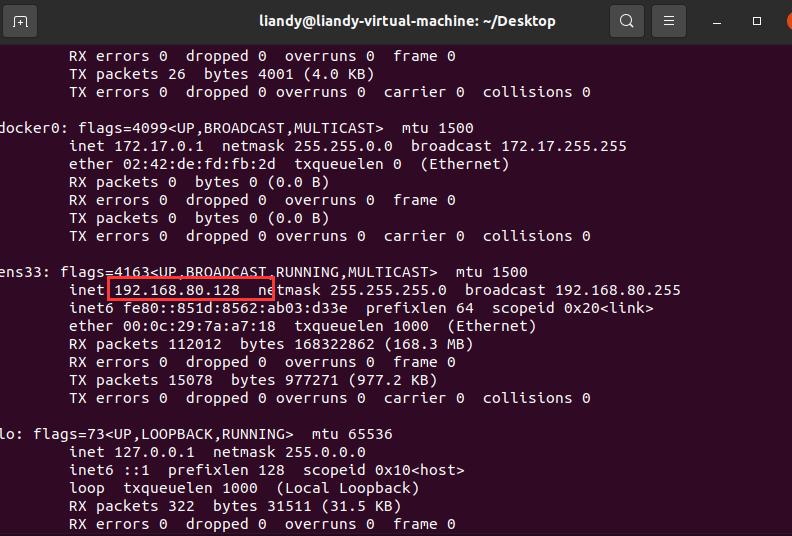 liandy@liandy-virtual-machine: ~/Desktop
RX errors 0  dropped 0  overruns 0  frame 0
TX packets 26  bytes 4001 (4.0 KB)
TX errors 0  dropped 0 overruns 0  carrier 0  collisions 0
docker0: flags=4099<UP,BROADCAST,MULTICAST>  mtu 1500
inet 172.17.0.1  netmask 255.255.0.0  broadcast 172.17.255.255
ether 02:42:de:fd:fb:2d  txqueuelen 0  (Ethernet)
RX packets 0  bytes 0 (0.0 B)
RX errors 0  dropped 0  overruns 0  frame 0
TX packets 0  bytes 0 (0.0 B)
TX errors 0  dropped 0 overruns 0  carrier 0  collisions 0
ens33: flags=4163<UP,BROADCAST,RUNNING,MULTICAST>  mtu 1500
inet 192.168.80.128  netmask 255.255.255.0  broadcast 192.168.80.255
inet6 fe80::851d:8562:ab03:d33e  prefixlen 64  scopeid 0x20<link>
ether 00:0c:29:7a:a7:18  txqueuelen 1000  (Ethernet)
RX packets 112012  bytes 168322862 (168.3 MB)
RX errors 0  dropped 0  overruns 0  frame 0
TX packets 15078  bytes 977271 (977.2 KB)
TX errors 0  dropped 0 overruns 0  carrier 0  collisions 0
lo: flags=73<UP,LOOPBACK,RUNNING>  mtu 65536
inet 127.0.0.1  netmask 255.0.0.0
inet6 ::1  prefixlen 128  scopeid 0x10<host>
loop  txqueuelen 1000  (Local Loopback)
RX packets 322  bytes 31511 (31.5 KB)
RX errors 0  dropped 0  overruns 0  frame 0